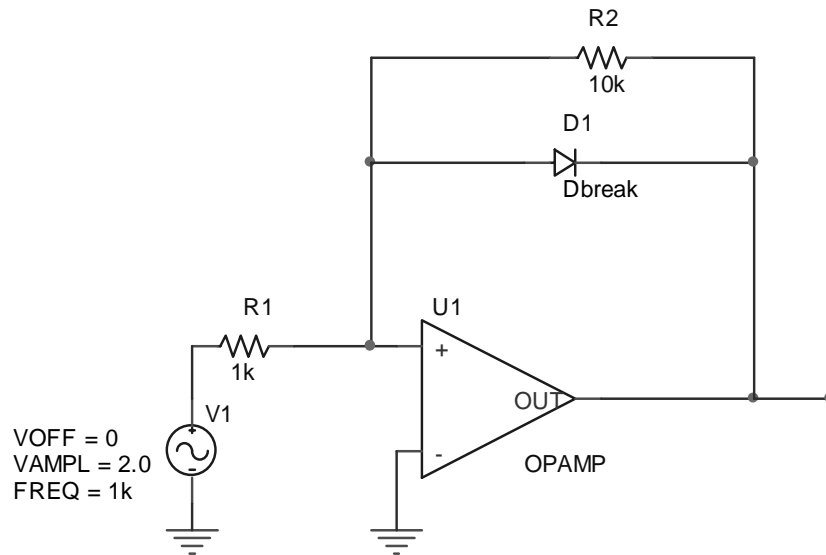 R2
10k
D1
Dbreak
R1
1k
U1
+
-
OUT
OPAMP
V1
+
-
VOFF = 0
VAMPL = 2.0
FREQ = 1k